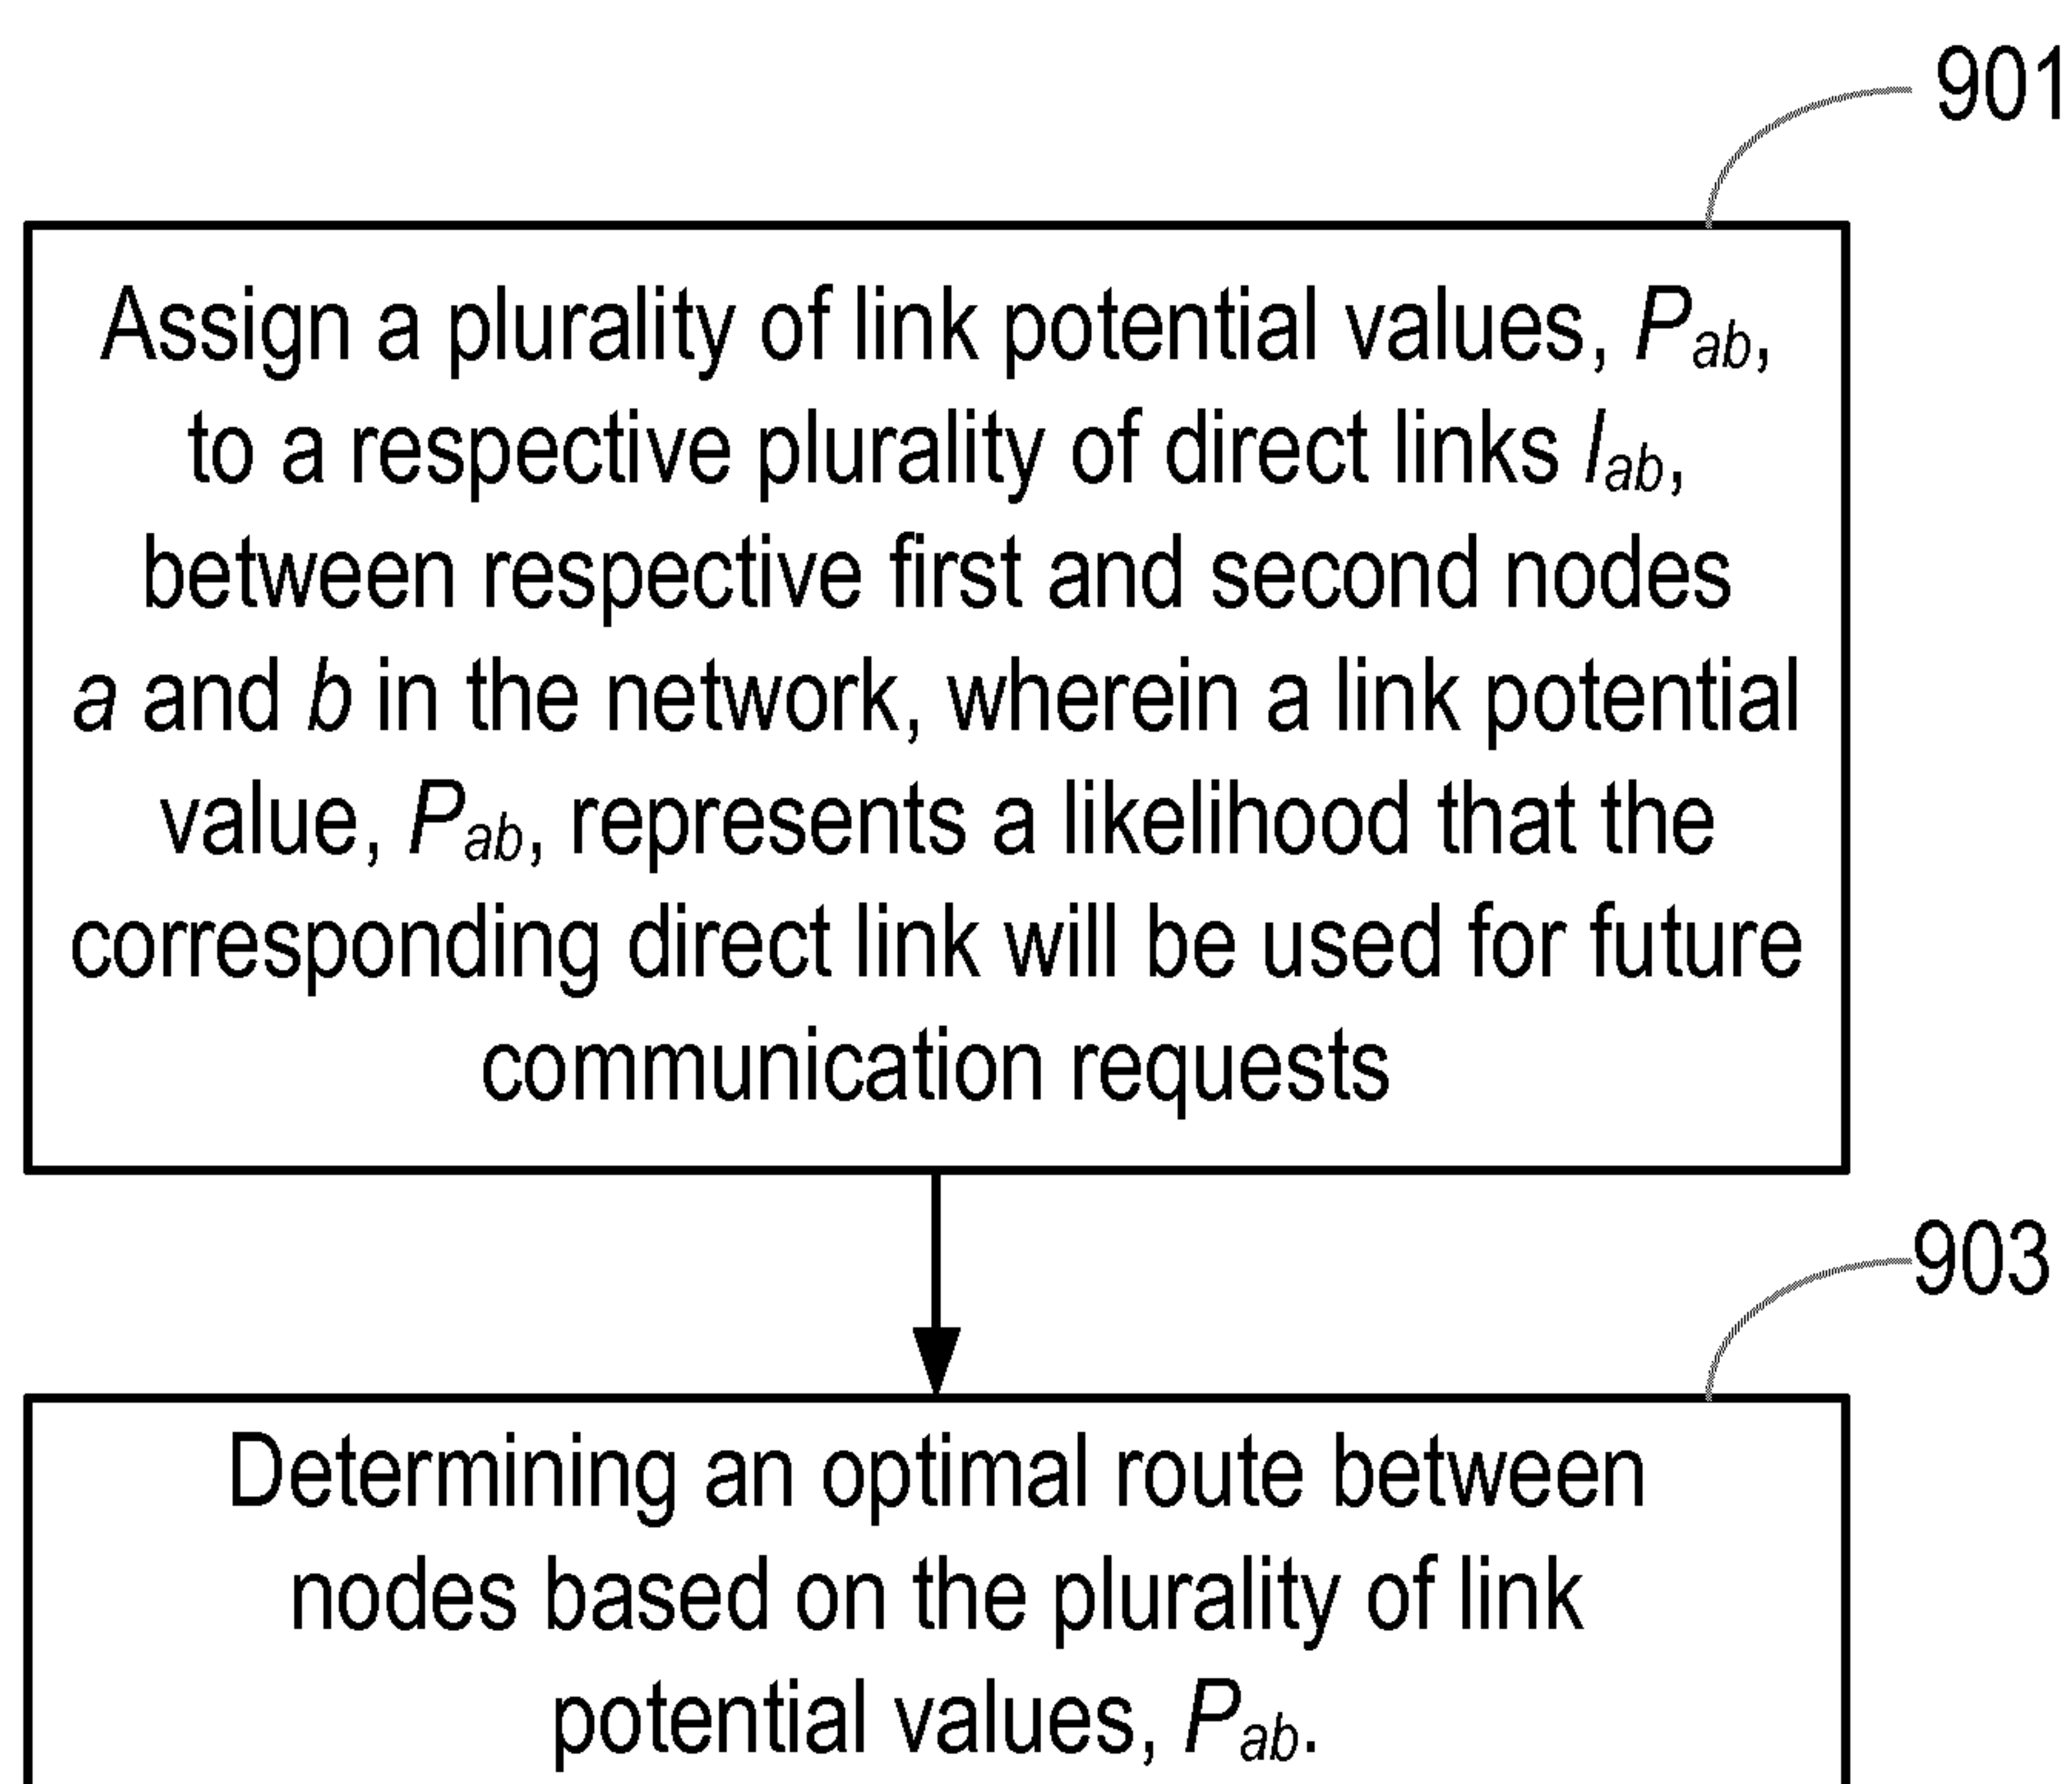 901
Assign a plurality of link potential values, Pab,
to a respective plurality of direct links lab,
between respective first and second nodes
a and b in the network, wherein a link potential
value, Pab, represents a likelihood that the
corresponding direct link will be used for future
communication requests
903
Determining an optimal route between
nodes based on the plurality of link
potential values, Pab.